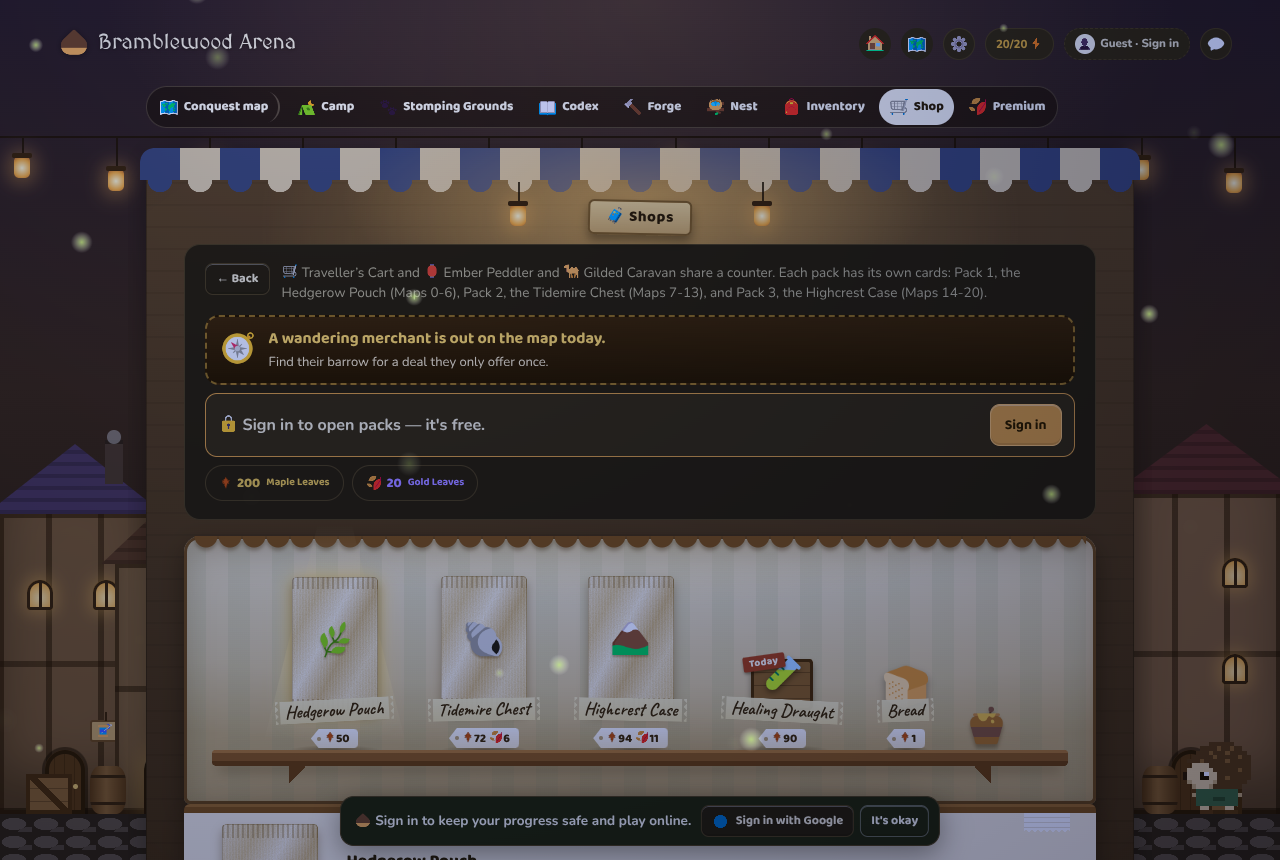 Bramblewood Arena
20/20
Guest · Sign in
Conquest map
Camp
Stomping Grounds
Codex
Forge
Nest
Inventory
Shop
Premium
Shops
← Back
Traveller's Cart and Ember Peddler and Gilded Caravan share a counter. Each pack has its own cards: Pack 1, the
Hedgerow Pouch (Maps 0-6), Pack 2, the Tidemire Chest (Maps 7-13), and Pack 3, the Highcrest Case (Maps 14-20).
A wandering merchant is out on the map today.
Find their barrow for a deal they only offer once.
Sign in to open packs — it's free.
Sign in
200 Maple Leaves
20 Gold Leaves
Today
Hedgerow Pouch
Tidemire Chest
Highcrest Case
Healing Draught
Bread
50
72 6
94 11
90
1
Sign in to keep your progress safe and play online.
Sign in with Google
It's okay
Hedgerow Pouch